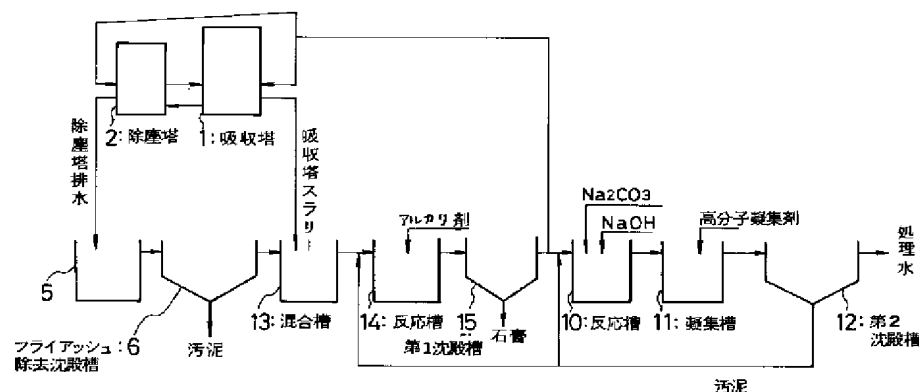 2:除塵塔
1:吸収塔
除塵塔排水
吸収塔スラリー
Na2CO3
NaOH
アルカリ剤
高分子凝集剤
処理水
5
13:混合槽
14:反応槽
15
第1沈殿槽
10:反応槽
11:凝集槽
12:第2
沈殿槽
フライアッシュ:6
除去沈殿槽
汚泥
石膏
汚泥